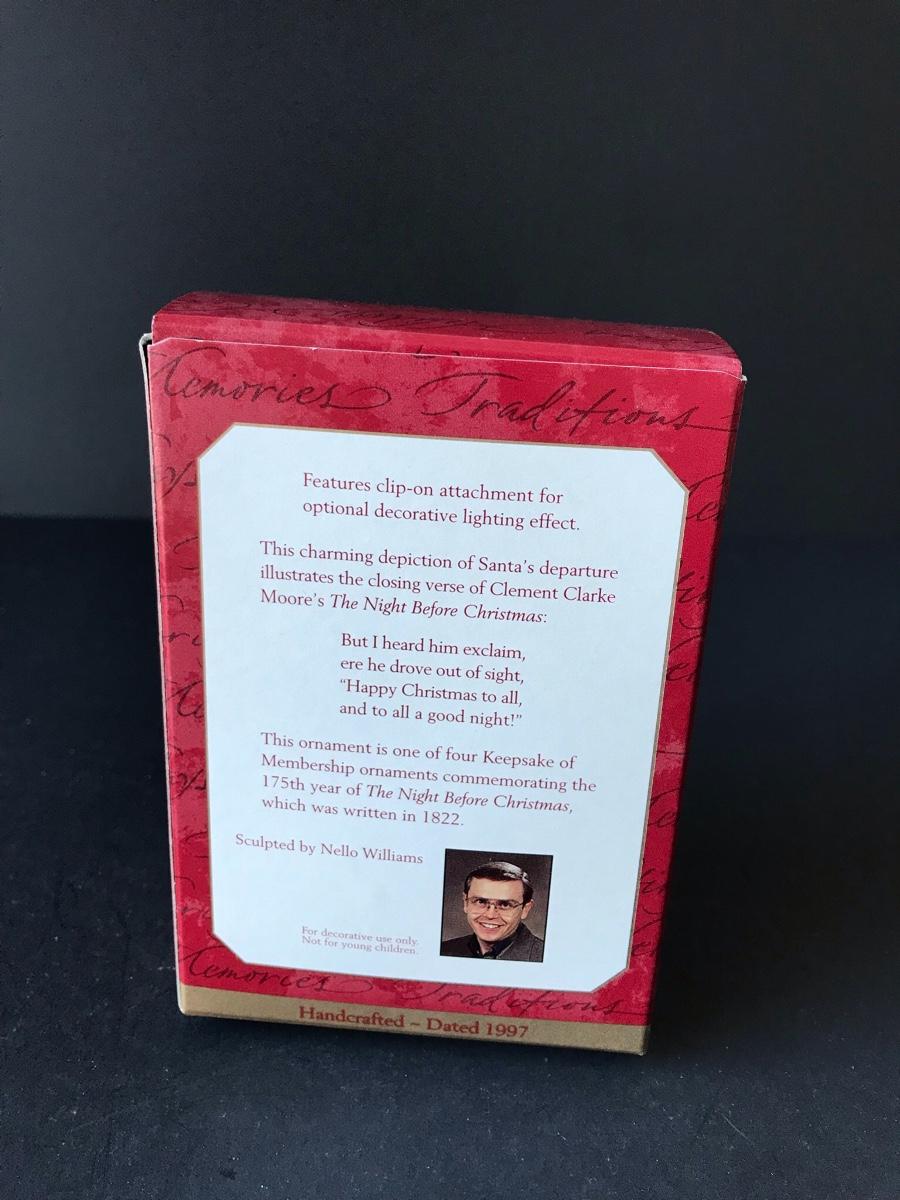 Memories Traditions
Features clip-on attachment for
optional decorative lighting effect.
This charming depiction of Santa's departure
illustrates the closing verse of Clement Clarke
Moore's The Night Before Christmas:
But I heard him exclaim,
ere he drove out of sight,
“Happy Christmas to all,
and to all a good night!”
This ornament is one of four Keepsake of
Membership ornaments commemorating the
175th year of The Night Before Christmas,
which was written in 1822.
Sculpted by Nello Williams
For decorative use only.
Not for young children.
Memories Traditions
Handcrafted ~ Dated 1997